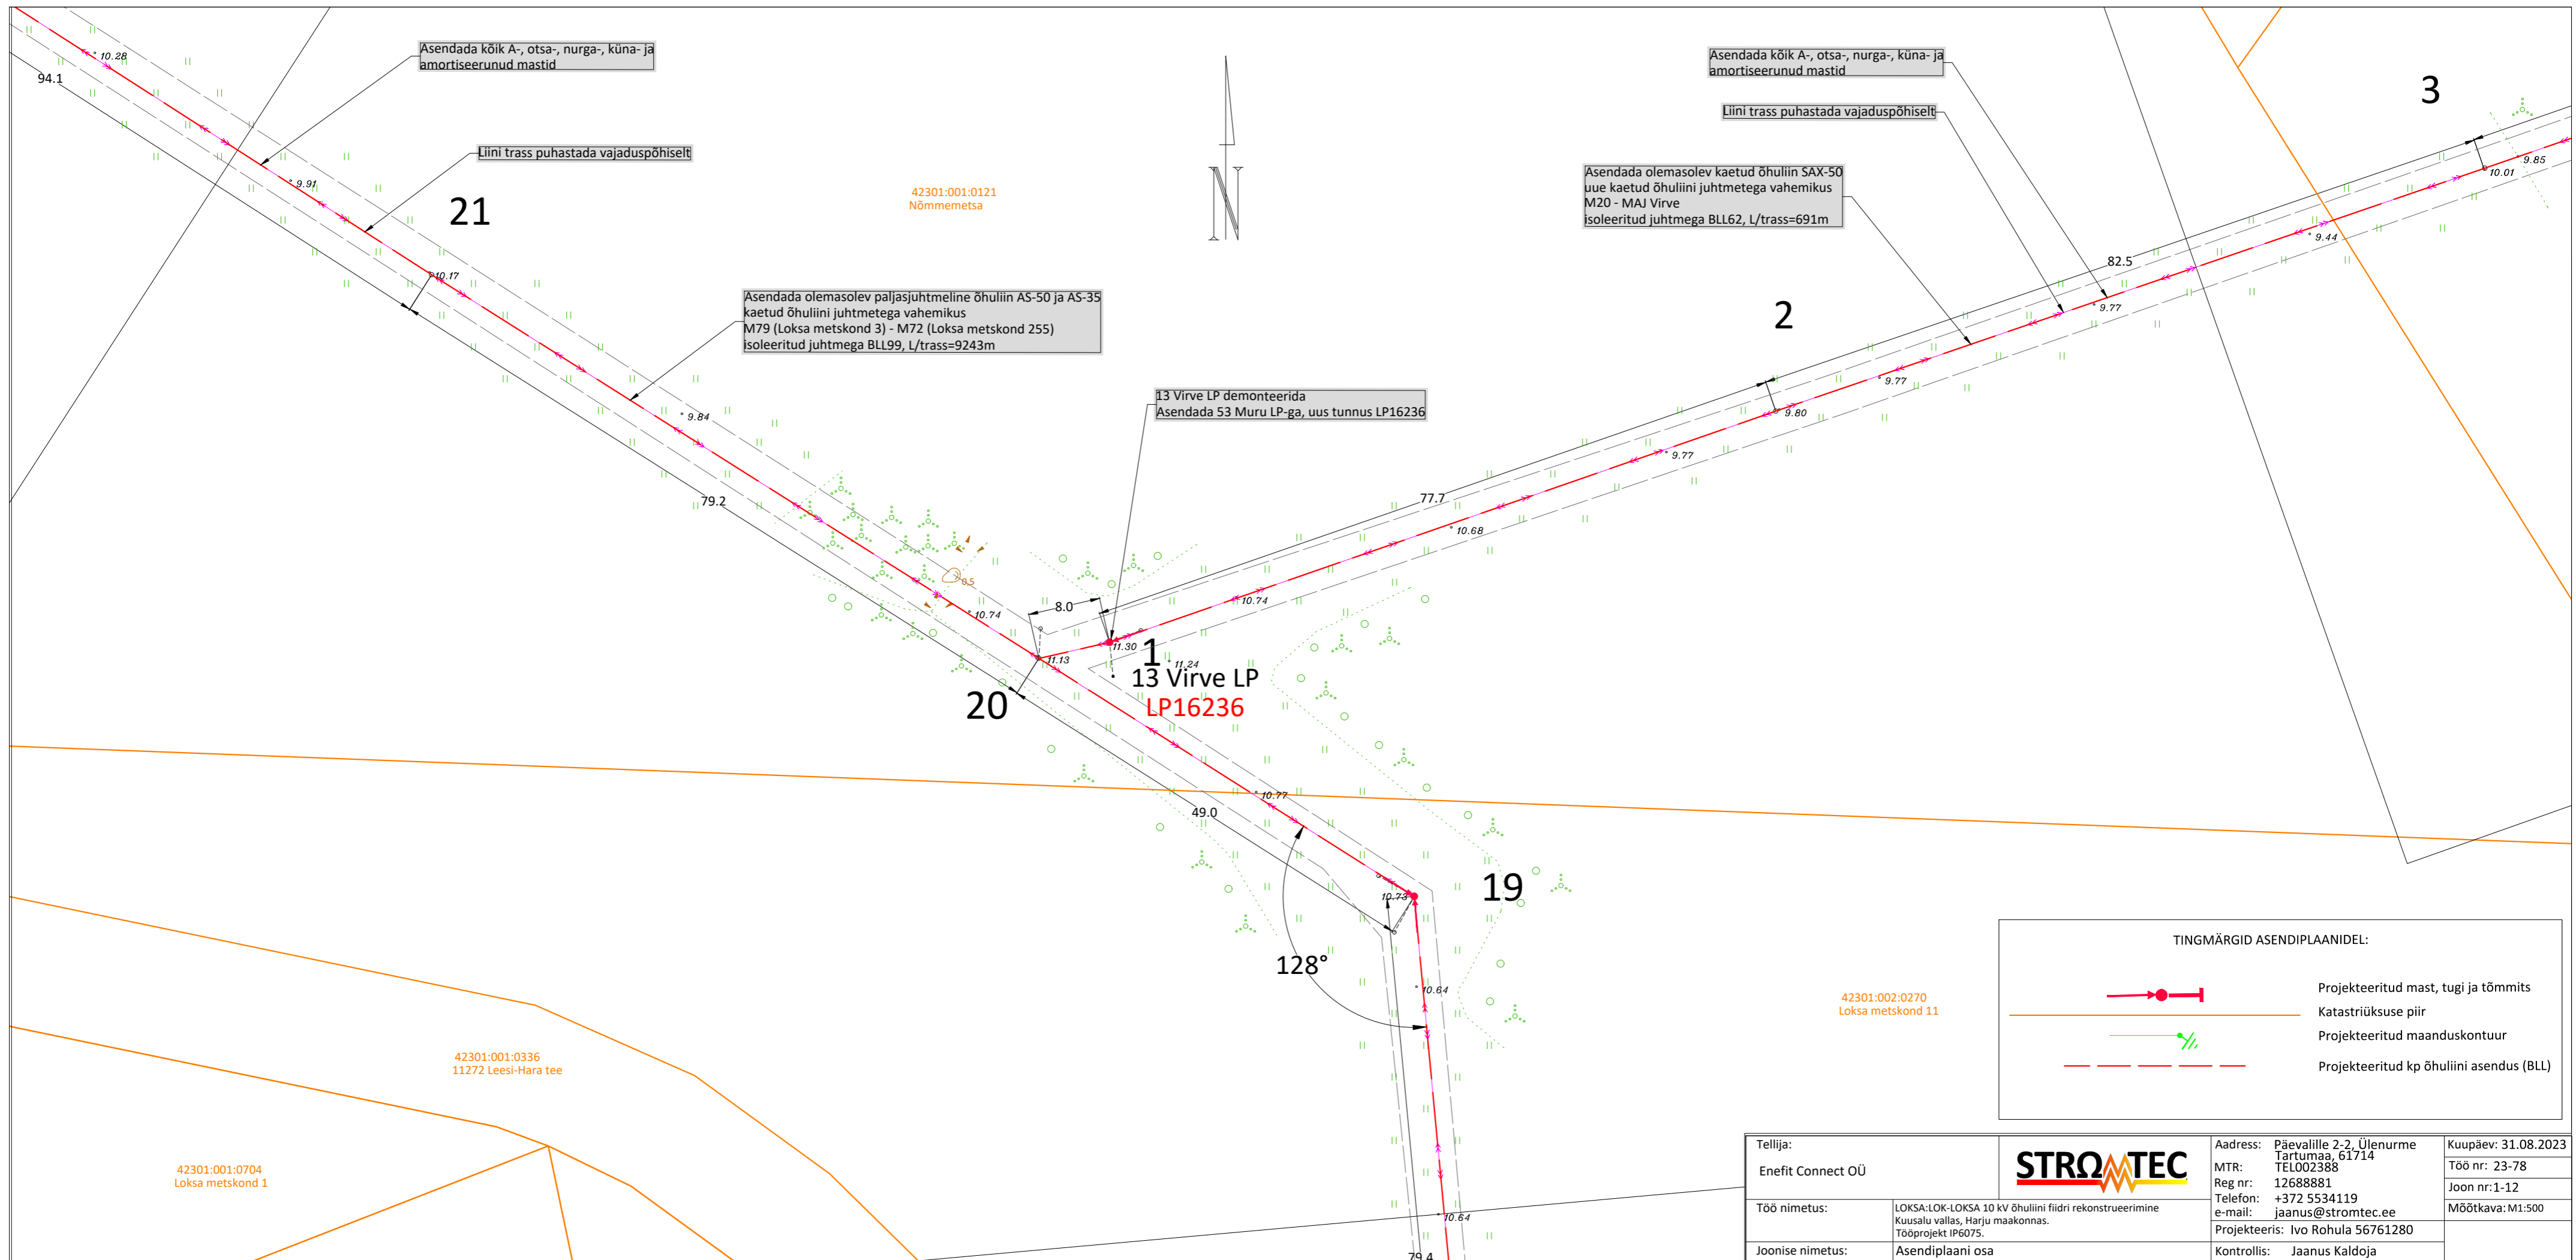 Asendada kõik A-, otsa-, nurga-, küna- ja
amortiseerunud mastid
Liini trass puhastada vajaduspõhiselt
94.1
10.28
9.91
21
10.17
42301:001:0121
Nõmmemetsa
N
Asendada kõik A-, otsa-, nurga-, küna- ja
amortiseerunud mastid
Liini trass puhastada vajaduspõhiselt
Asendada olemasolev kaetud õhuliin SAX-50
uue kaetud õhuliini juhtmetega vahemikus
M20 - MAJ Virve
isoleeritud juhtmega BLL62, L/trass=691m
3
9.85
10.01
9.44
82.5
9.77
2
9.77
9.80
9.77
77.7
10.68
10.74
Asendada olemasolev paljasjuhtmeline õhuliin AS-50 ja AS-35
kaetud õhuliini juhtmetega vahemikus
M79 (Loksa metskond 3) - M72 (Loksa metskond 255)
isoleeritud juhtmega BLL99, L/trass=9243m
13 Virve LP demonteerida
Asendada 53 Muru LP-ga, uus tunnus LP16236
9.84
79.2
0.5
10.74
8.0
11.13
11.30
1
11.24
13 Virve LP
LP16236
20
10.77
49.0
19
10.73
128°
10.64
10.64
79.4
42301:002:0270
Loksa metskond 11
42301:001:0336
11272 Leesi-Hara tee
42301:001:0704
Loksa metskond 1
TINGMÄRGID ASENDIPLAANIDEL:
Projekteeritud mast, tugi ja tõmmits
Katastriüksuse piir
Projekteeritud maanduskontuur
Projekteeritud kp õhuliini asendus (BLL)
Tellija:
Enefit Connect OÜ
STROMTEC
Aadress: Päevalille 2-2, Ülenurme
Tartumaa, 61714
MTR: TEL002388
Reg nr: 12688881
Telefon: +372 5534119
e-mail: jaanus@stromtec.ee
Kuupäev: 31.08.2023
Töö nr: 23-78
Joon nr:1-12
Mõõtkava: M1:500
Töö nimetus:
LOKSA:LOK-LOKSA 10 kV õhuliini fiidri rekonstrueerimine
Kuusalu vallas, Harju maakonnas.
Tööprojekt IP6075.
Projekteeris: Ivo Rohula 56761280
Joonise nimetus: Asendiplaani osa
Kontrollis: Jaanus Kaldoja